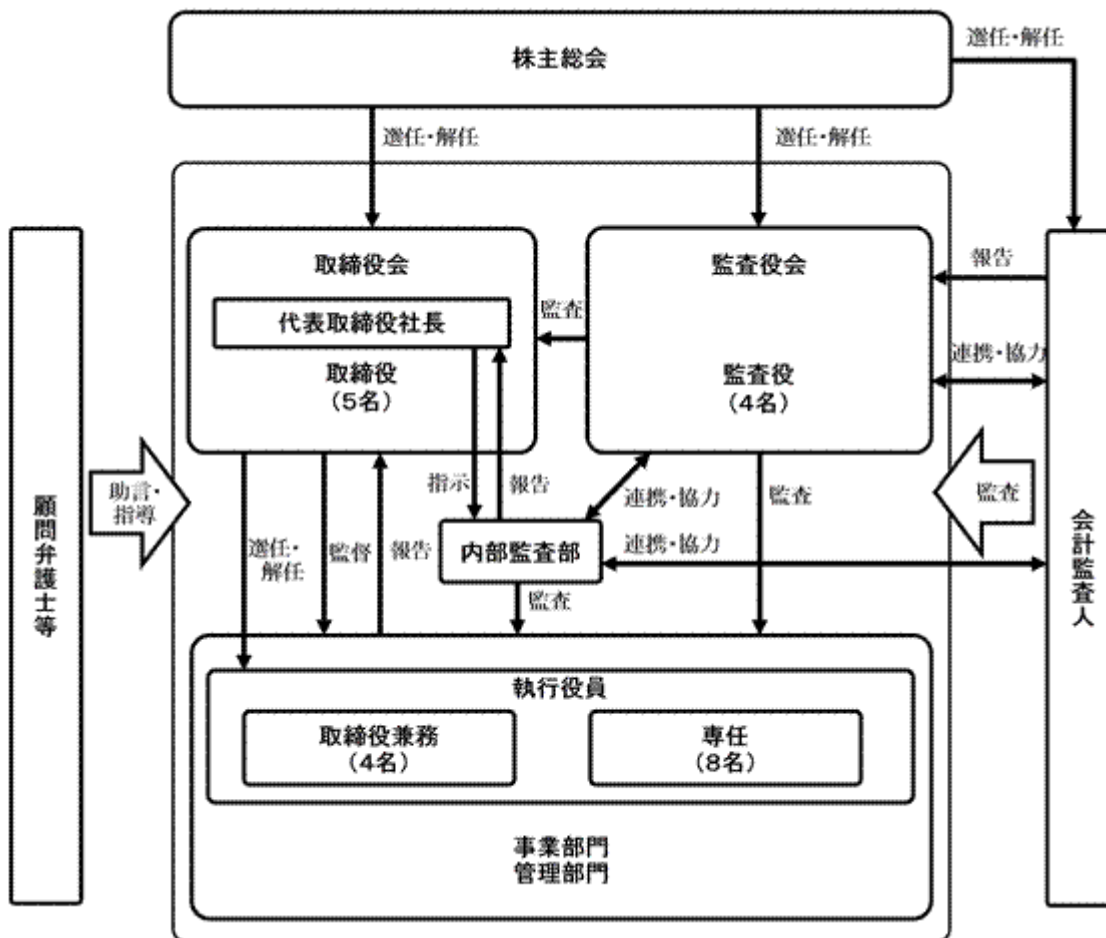 株主総会
選任・解任
選任・解任
選任・解任
取締役会
代表取締役社長
取締役
（5名）
監査
監査役会
監査役
（4名）
報告
連携・協力
顧問弁護士等
助言・
指導
指示
報告
連携・協力
監査
監査
会計監査人
選任・
解任
監督
報告
内部監査部
連携・協力
監査
執行役員
取締役兼務
（4名）
専任
（8名）
事業部門
管理部門